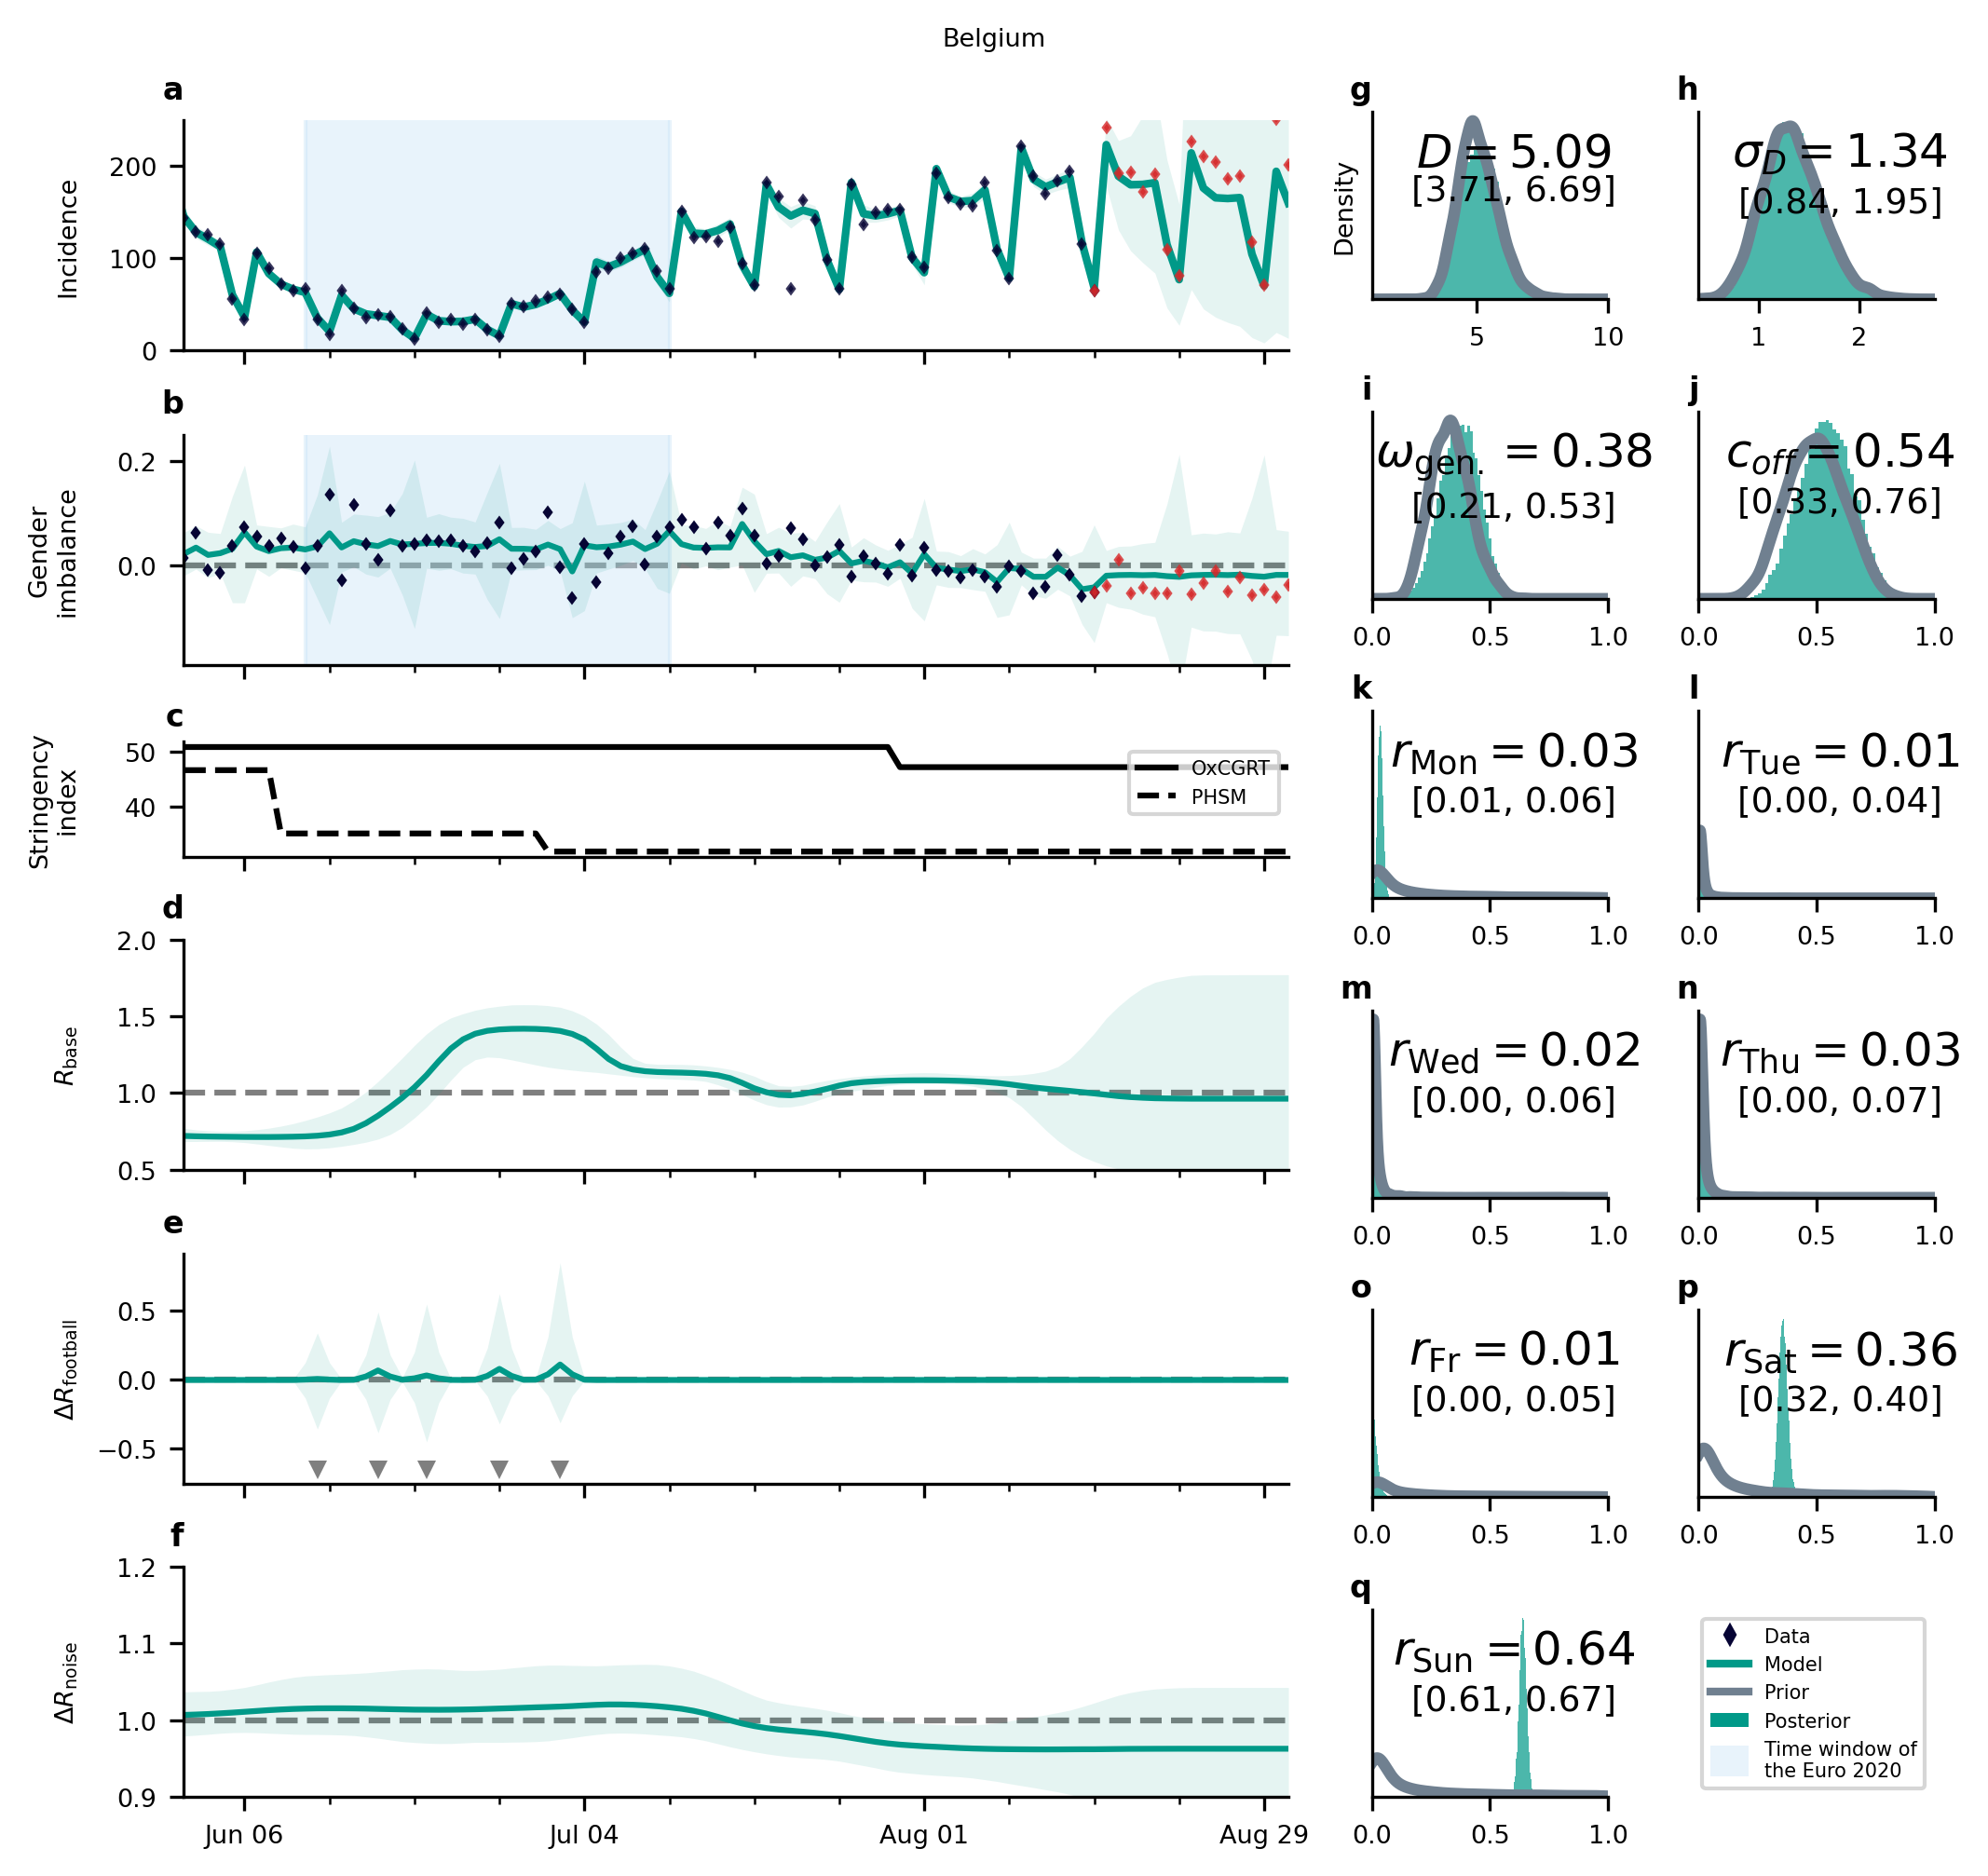 Belgium
a
Incidence
200
100
0
b
Gender
imbalance
0.2
0.0
c
Stringency
index
50
40
OxCGRT
PHSM
d
R_base
2.0
1.5
1.0
0.5
e
ΔR_football
0.5
0.0
−0.5
f
ΔR_noise
1.2
1.1
1.0
0.9
Jun 06 Jul 04 Aug 01 Aug 29
g
Density
D = 5.09
[3.71, 6.69]
5 10
h
σ_D = 1.34
[0.84, 1.95]
1 2
i
ω_gen. = 0.38
[0.21, 0.53]
0.0 0.5 1.0
j
c_off = 0.54
[0.33, 0.76]
0.0 0.5 1.0
k
r_Mon = 0.03
[0.01, 0.06]
0.0 0.5 1.0
l
r_Tue = 0.01
[0.00, 0.04]
0.0 0.5 1.0
m
r_Wed = 0.02
[0.00, 0.06]
0.0 0.5 1.0
n
r_Thu = 0.03
[0.00, 0.07]
0.0 0.5 1.0
o
r_Fr = 0.01
[0.00, 0.05]
0.0 0.5 1.0
p
r_Sat = 0.36
[0.32, 0.40]
0.0 0.5 1.0
q
r_Sun = 0.64
[0.61, 0.67]
0.0 0.5 1.0
Data
Model
Prior
Posterior
Time window of
the Euro 2020